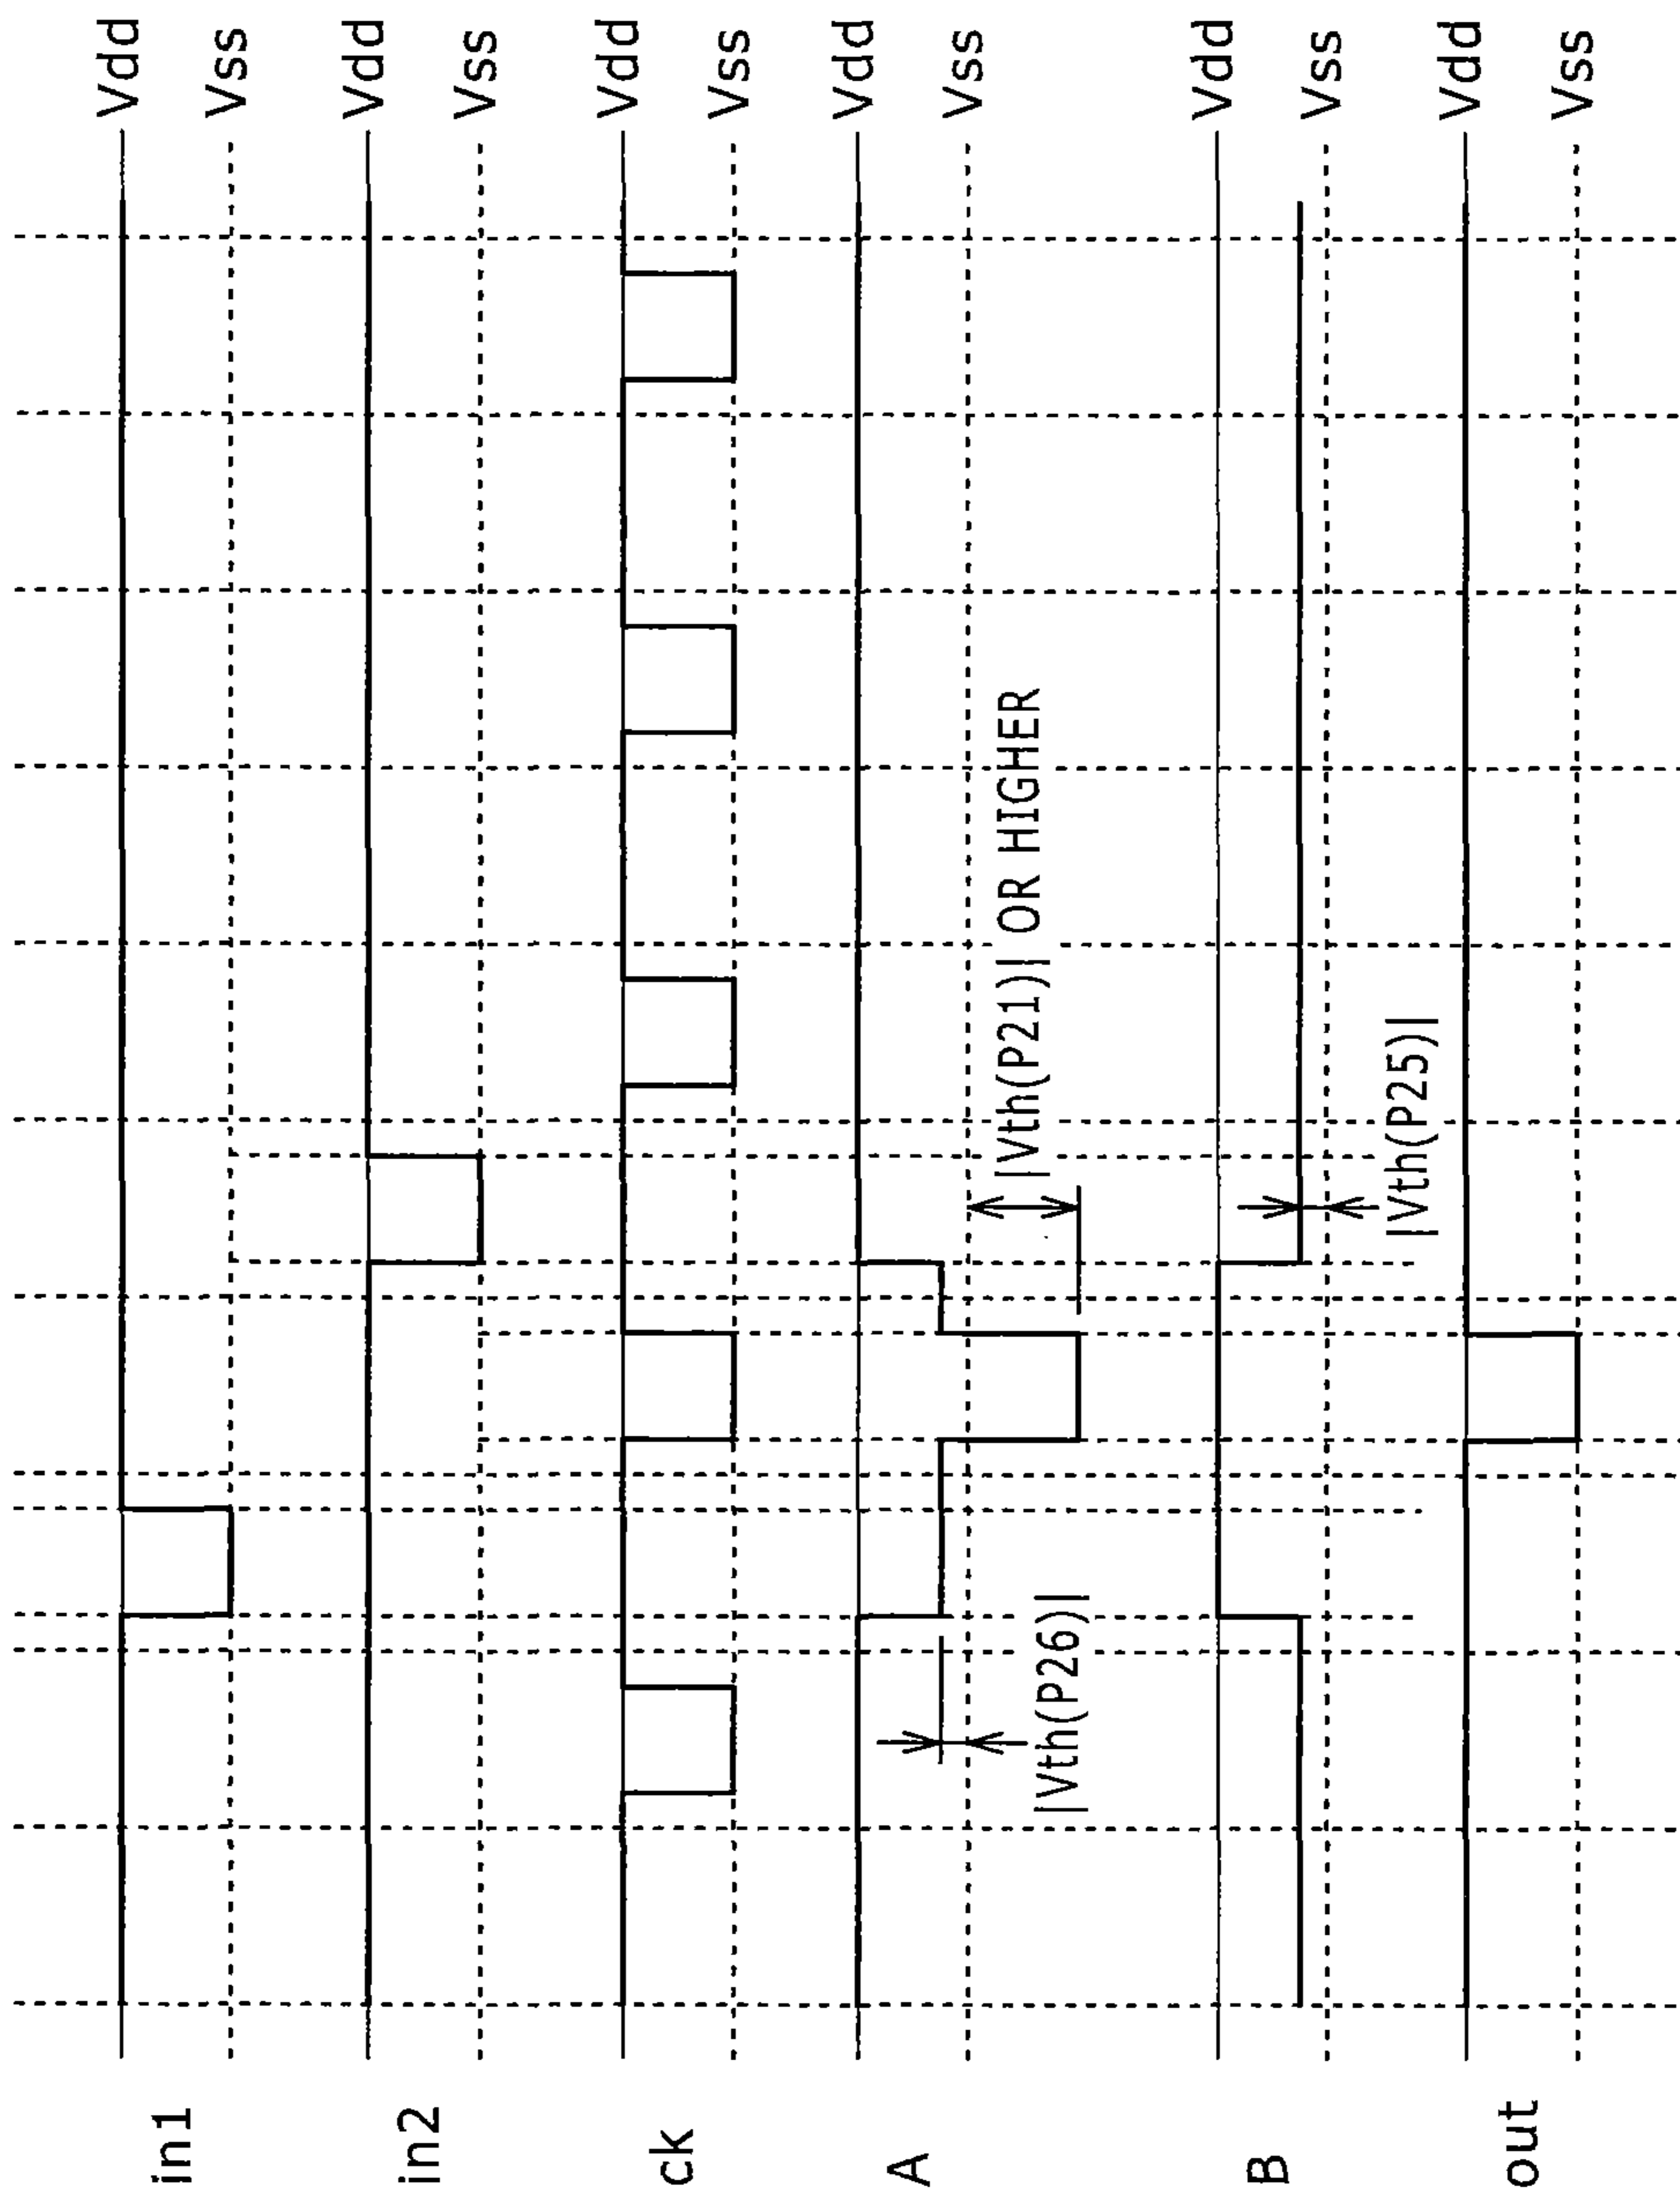 in1
Vdd
Vss
in2
Vdd
Vss
ck
Vdd
Vss
A
Vdd
Vss
|Vth(P26)|
|Vth(P21)| OR HIGHER
B
Vdd
Vss
|Vth(P25)|
out
Vdd
Vss